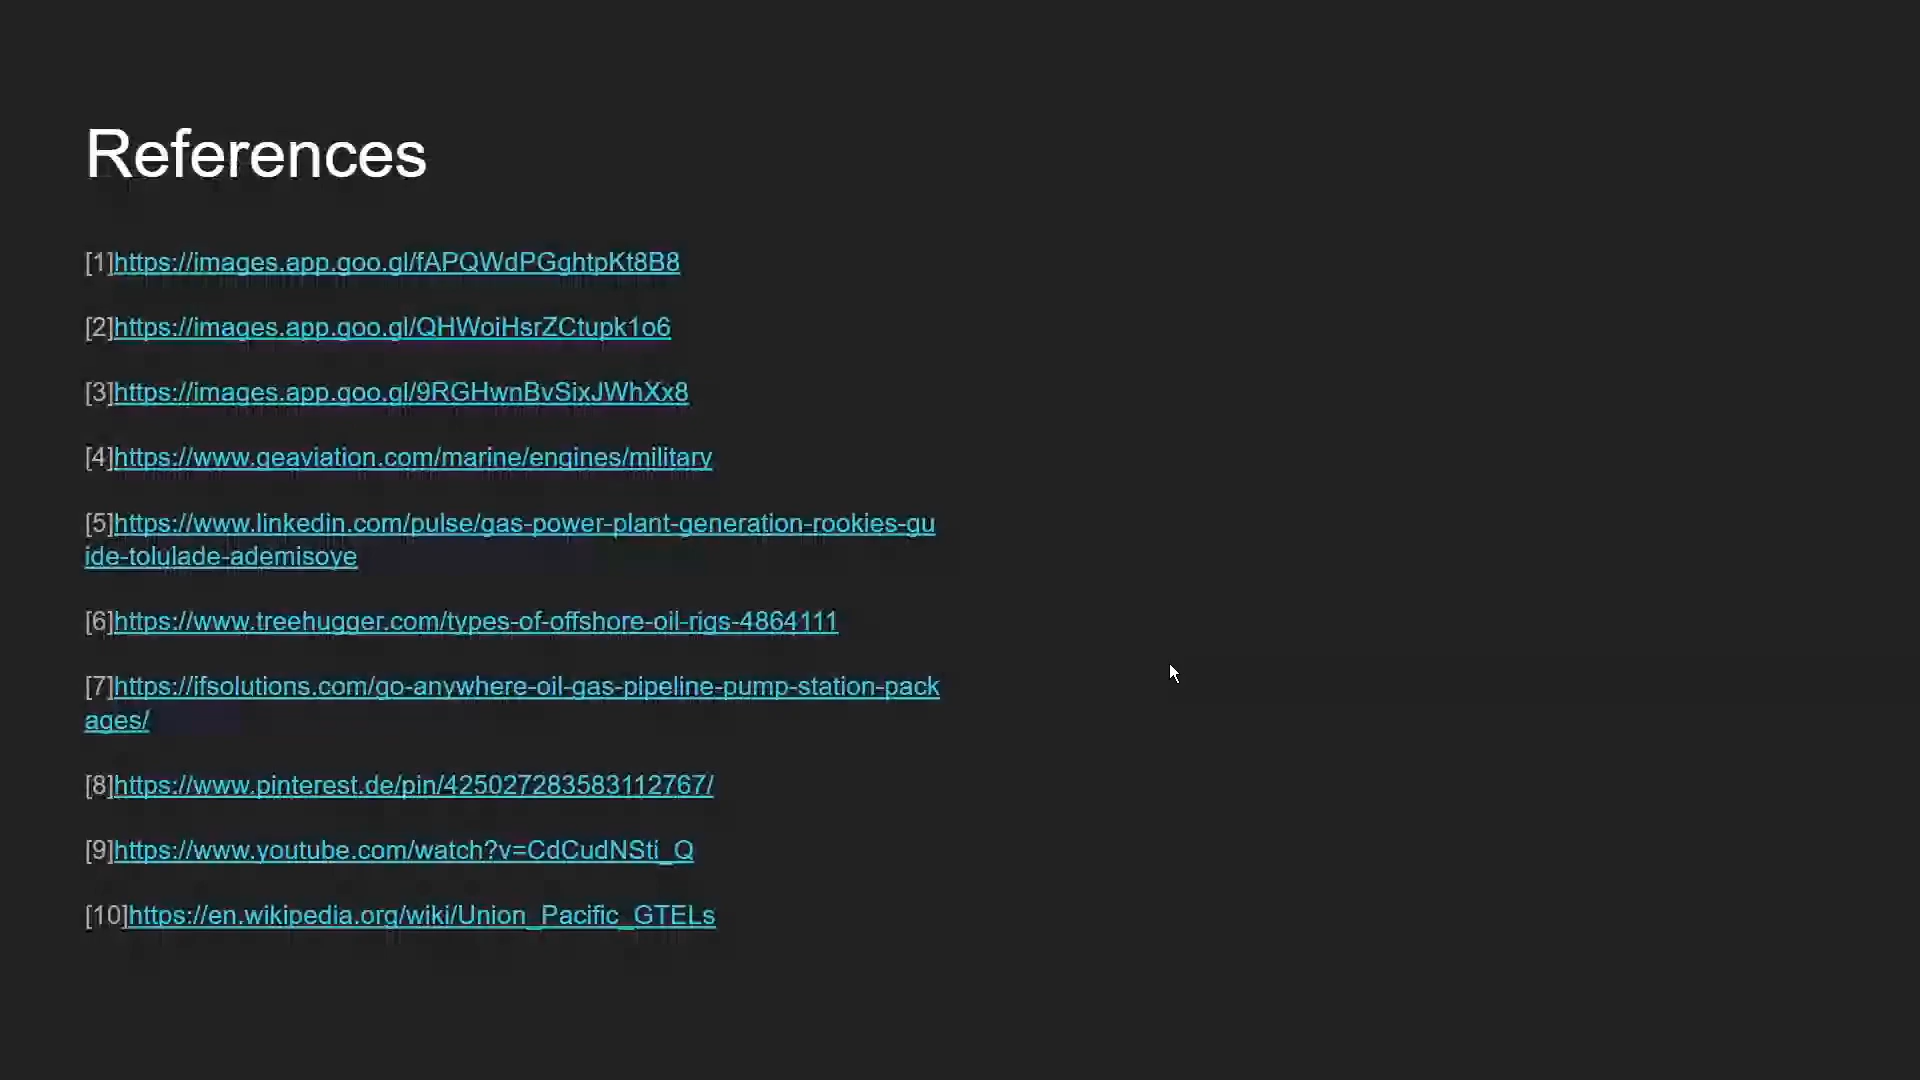 References
[1]https://images.app.goo.gl/fAPQWdPGghtpKt8B8
[2]https://images.app.goo.gl/QHWoiHsrZCtupk1o6
[3]https://images.app.goo.gl/9RGHwnBvSixJWhXx8
[4]https://www.geaviation.com/marine/engines/military
[5]https://www.linkedin.com/pulse/gas-power-plant-generation-rookies-gu
ide-tolulade-ademisoye
[6]https://www.treehugger.com/types-of-offshore-oil-rigs-4864111
[7]https://ifsolutions.com/go-anywhere-oil-gas-pipeline-pump-station-pack
ages/
[8]https://www.pinterest.de/pin/425027283583112767/
[9]https://www.youtube.com/watch?v=CdCudNSti_Q
[10]https://en.wikipedia.org/wiki/Union_Pacific_GTELs